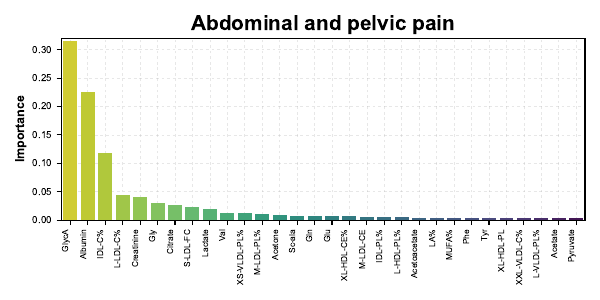 Abdominal and pelvic pain
Importance
0.30
0.25
0.20
0.15
0.10
0.05
0.00
GlycA
Albumin
IDL-C%
L-LDL-C%
Creatinine
Gly
Citrate
S-LDL-FC
Lactate
Val
XS-VLDL-PL%
M-LDL-PL%
Acetone
Scala
Gln
Glu
XL-HDL-CE%
M-LDL-CE
IDL-PL%
L-HDL-PL%
Acetoacetate
LA%
MUFA%
Phe
Tyr
XL-HDL-PL
XXL-VLDL-C%
L-VLDL-PL%
Acetate
Pyruvate